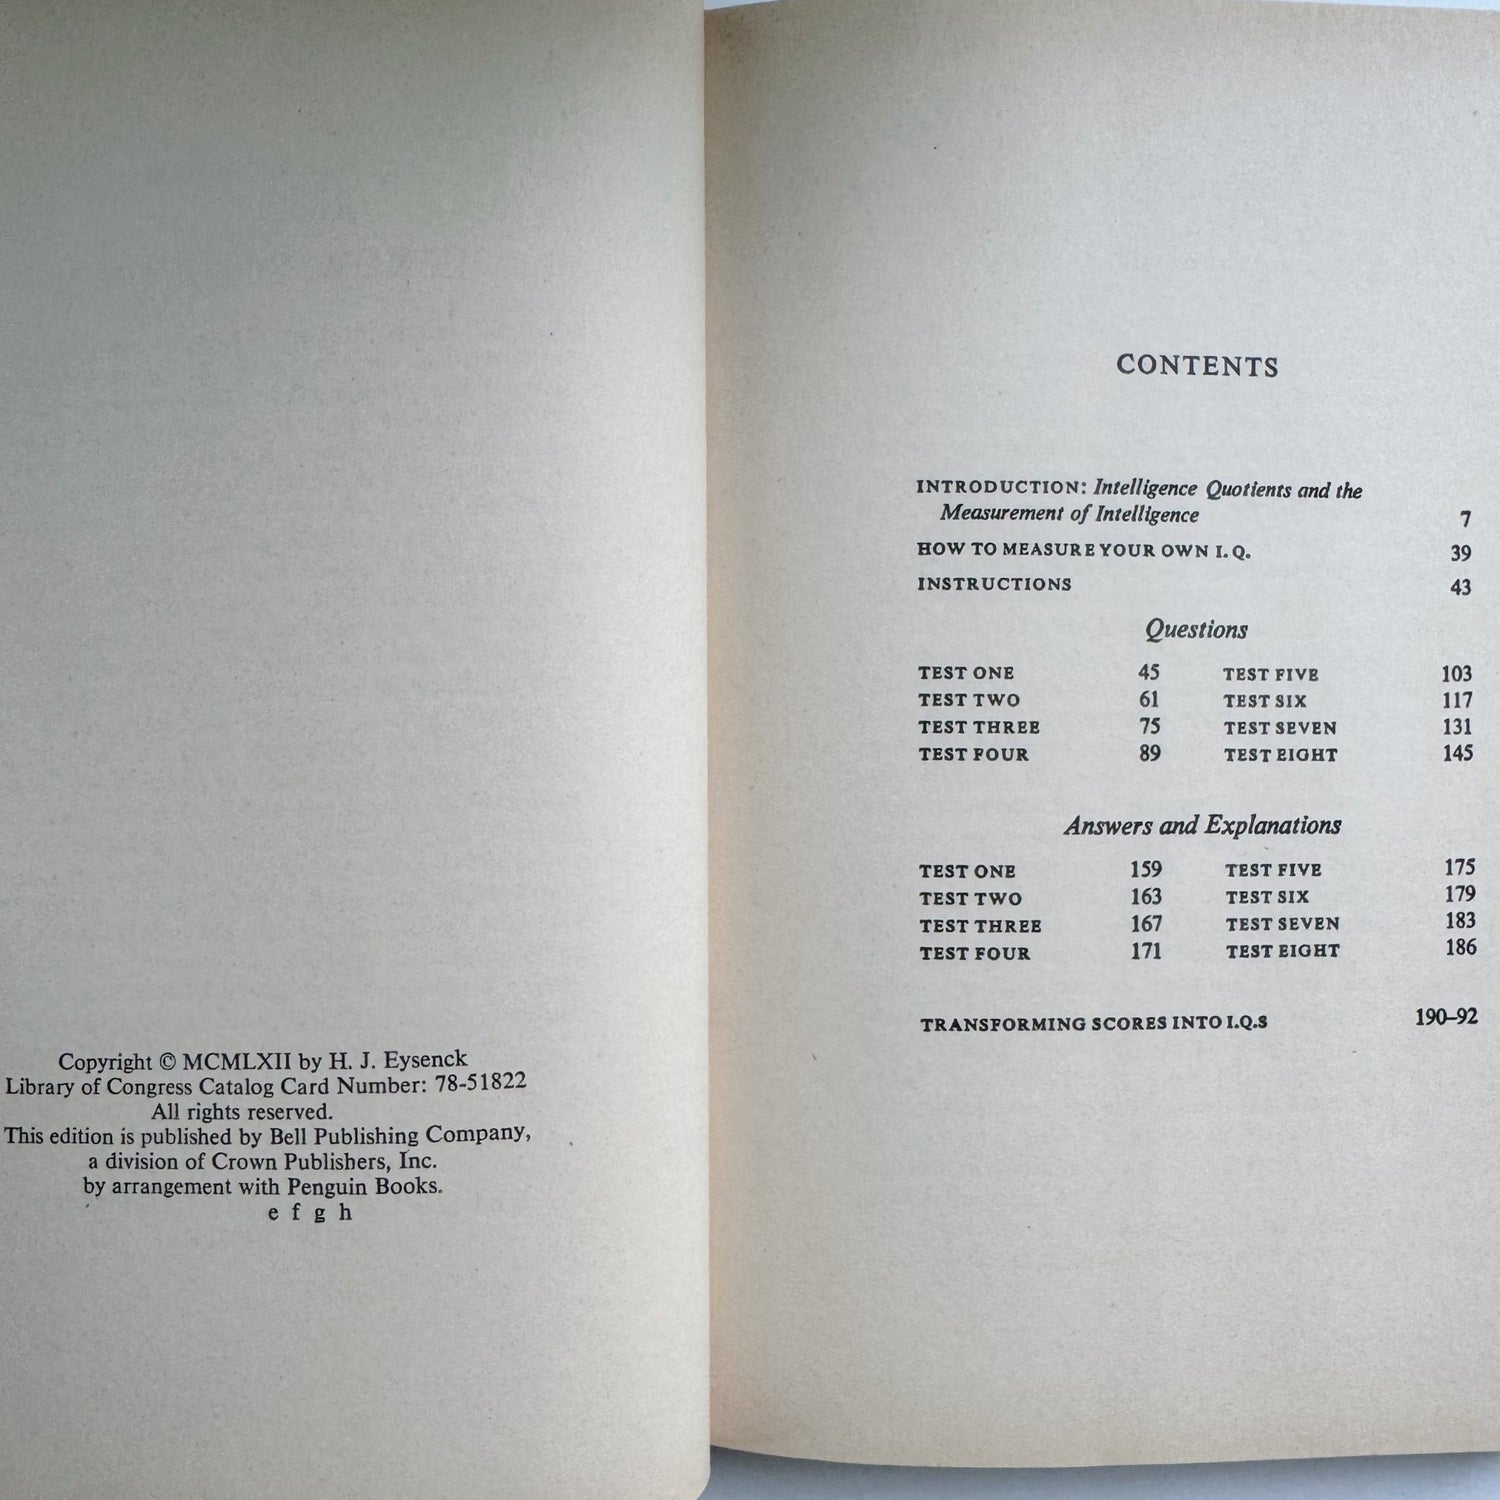 Copyright © MCMLXII by H. J. Eysenck
Library of Congress Catalog Card Number: 78-51822
All rights reserved.
This edition is published by Bell Publishing Company,
a division of Crown Publishers, Inc.
by arrangement with Penguin Books.
e f g h
CONTENTS
INTRODUCTION: Intelligence Quotients and the
Measurement of Intelligence 7
HOW TO MEASURE YOUR OWN I.Q. 39
INSTRUCTIONS 43
Questions
TEST ONE 45 TEST FIVE 103
TEST TWO 61 TEST SIX 117
TEST THREE 75 TEST SEVEN 131
TEST FOUR 89 TEST EIGHT 145
Answers and Explanations
TEST ONE 159 TEST FIVE 175
TEST TWO 163 TEST SIX 179
TEST THREE 167 TEST SEVEN 183
TEST FOUR 171 TEST EIGHT 186
TRANSFORMING SCORES INTO I.Q.S 190–92